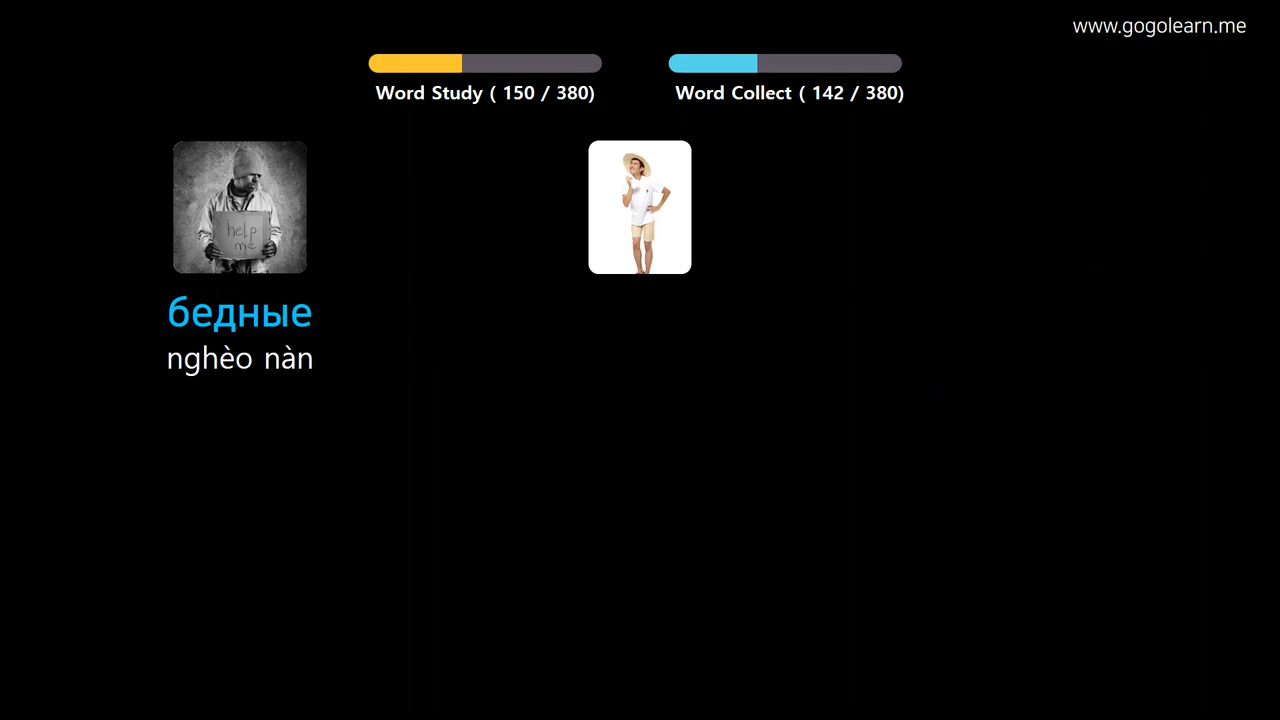 www.gogolearn.me
Word Study ( 150 / 380)
Word Collect ( 142 / 380)
help
me
бедные
nghèo nàn